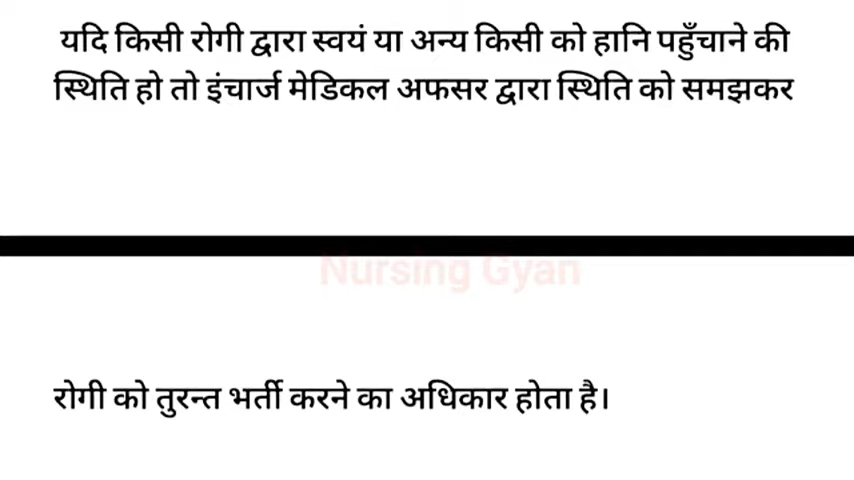 यदि किसी रोगी द्वारा स्वयं या अन्य किसी को हानि पहुँचाने की
स्थिति हो तो इंचार्ज मेडिकल अफसर द्वारा स्थिति को समझकर
Nursing Gyan
रोगी को तुरन्त भर्ती करने का अधिकार होता है।